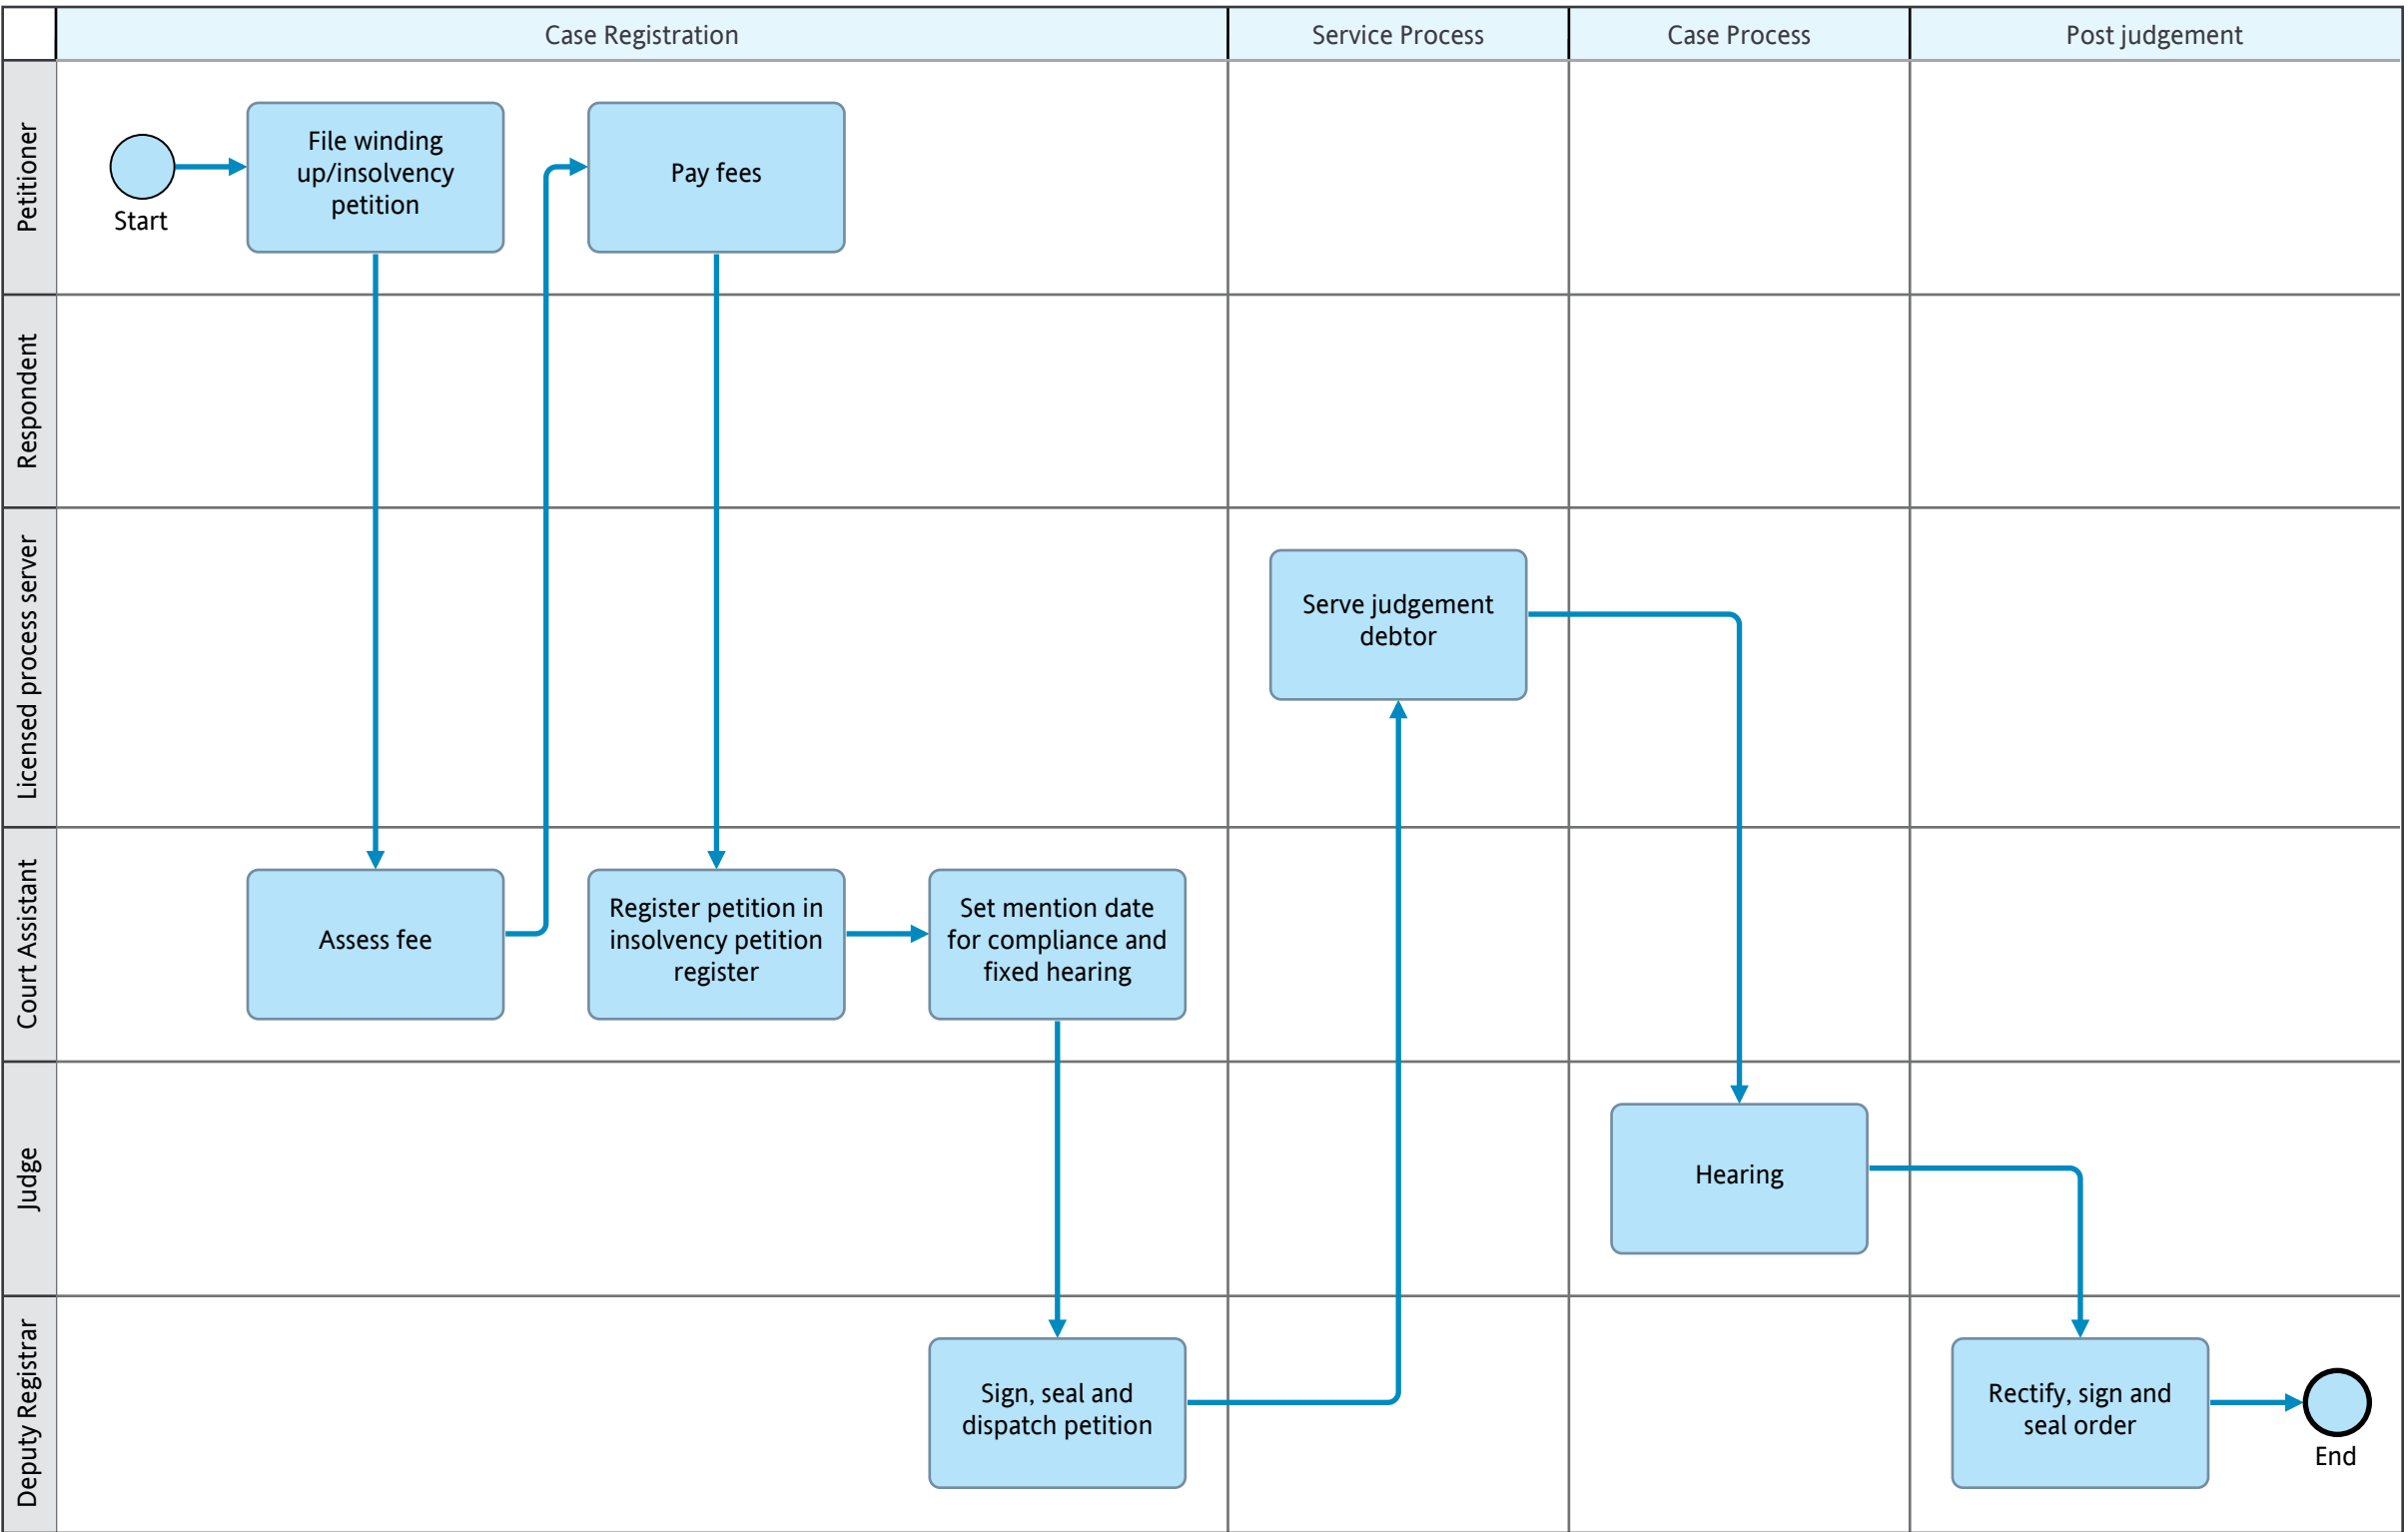 Case Registration
Service Process
Case Process
Post judgement
Petitioner
Start
File winding
up/insolvency
petition
Pay fees
Respondent
Licensed process server
Serve judgement
debtor
Court Assistant
Assess fee
Register petition in
insolvency petition
register
Set mention date
for compliance and
fixed hearing
Judge
Hearing
Deputy Registrar
Sign, seal and
dispatch petition
Rectify, sign and
seal order
End